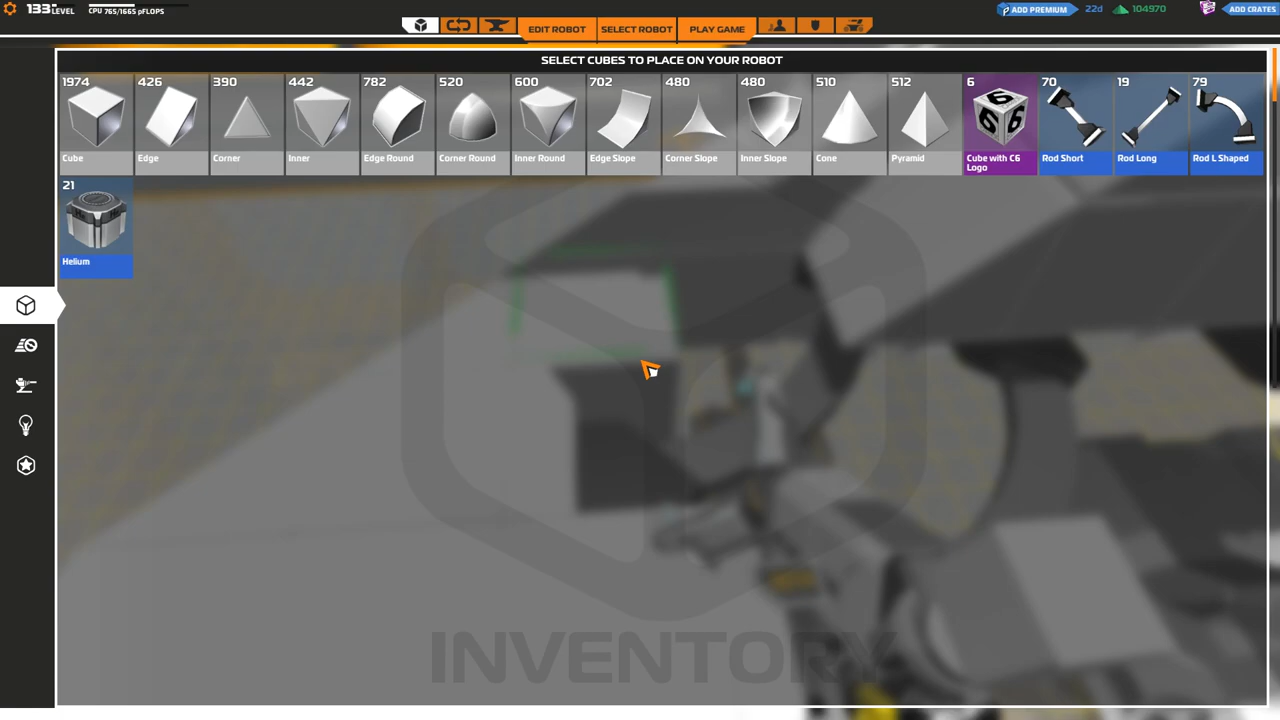 133 LEVEL CPU 765/1665 pFLOPS ADD PREMIUM 22d 104970 ADD CRATES
EDIT ROBOT SELECT ROBOT PLAY GAME
SELECT CUBES TO PLACE ON YOUR ROBOT
1974 426 390 442 782 520 600 702 480 480 510 512 6 70 19 79
Cube Edge Corner Inner Edge Round Corner Round Inner Round Edge Slope Corner Slope Inner Slope Cone Pyramid Cube with C6 Logo Rod Short Rod Long Rod L Shaped
21
Helium
INVENTORY